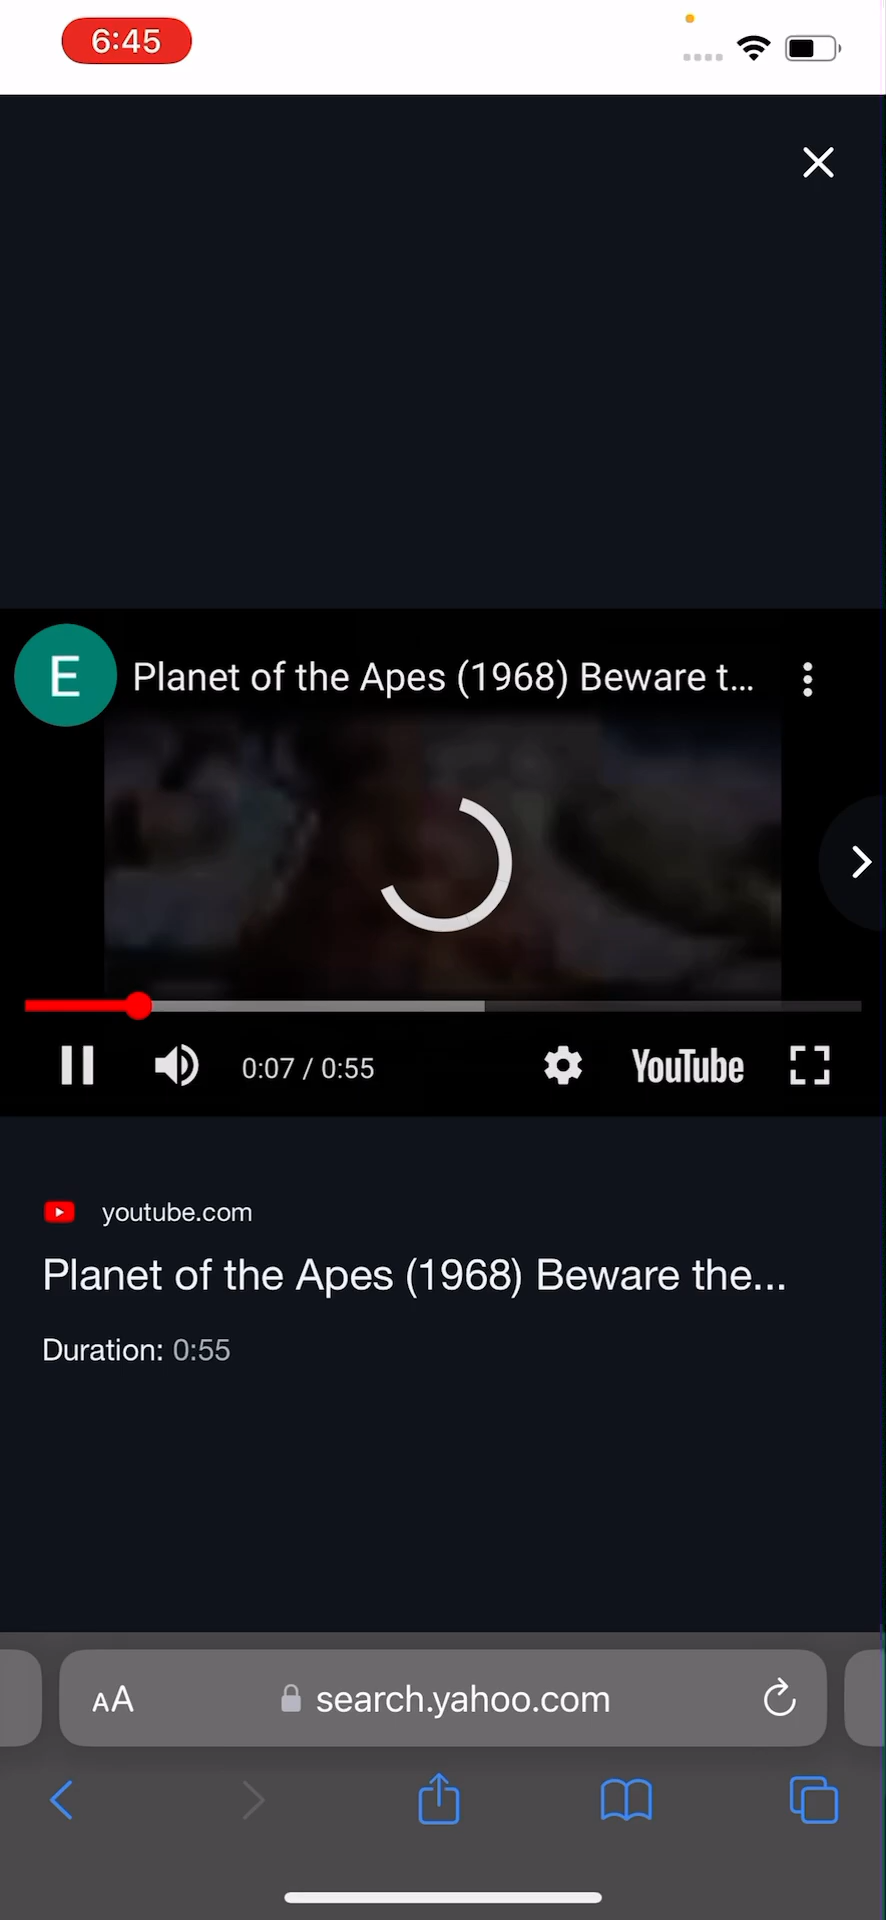 6:45
E
Planet of the Apes (1968) Beware t...
0:07 / 0:55
YouTube
youtube.com
Planet of the Apes (1968) Beware the...
Duration: 0:55
AA
search.yahoo.com